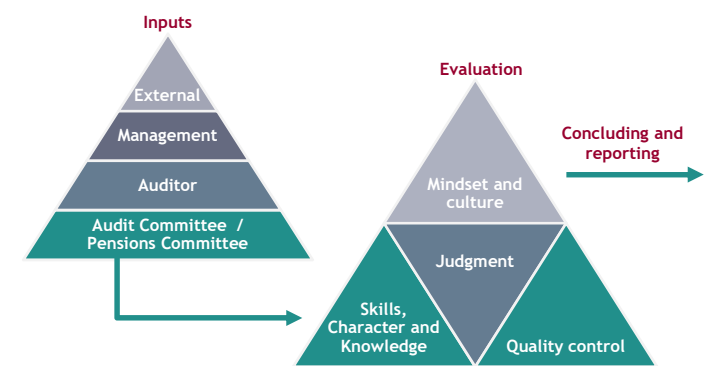 Inputs
External
Management
Auditor
Audit Committee /
Pensions Committee
Evaluation
Mindset and
culture
Judgment
Skills,
Character and
Knowledge
Quality control
Concluding and
reporting